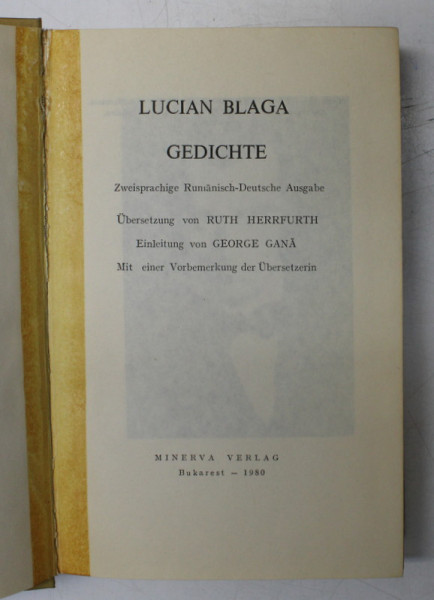 LUCIAN BLAGA
GEDICHTE
Zweisprachige Rumänisch-Deutsche Ausgabe
Übersetzung von RUTH HERRFURTH
Einleitung von GEORGE GANĂ
Mit einer Vorbemerkung der Übersetzerin
MINERVA VERLAG
Bukarest – 1980